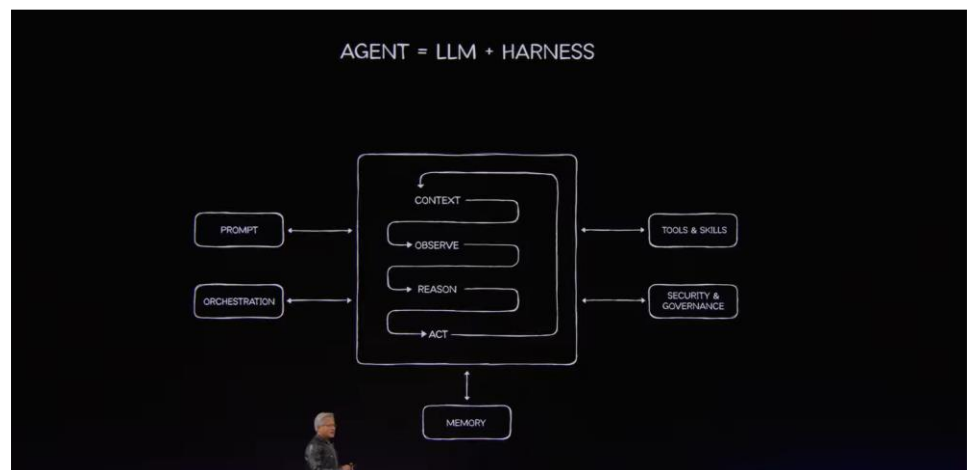 AGENT = LLM + HARNESS
CONTEXT
PROMPT
OBSERVE
TOOLS & SKILLS
REASON
ORCHESTRATION
SECURITY &
GOVERNANCE
ACT
MEMORY